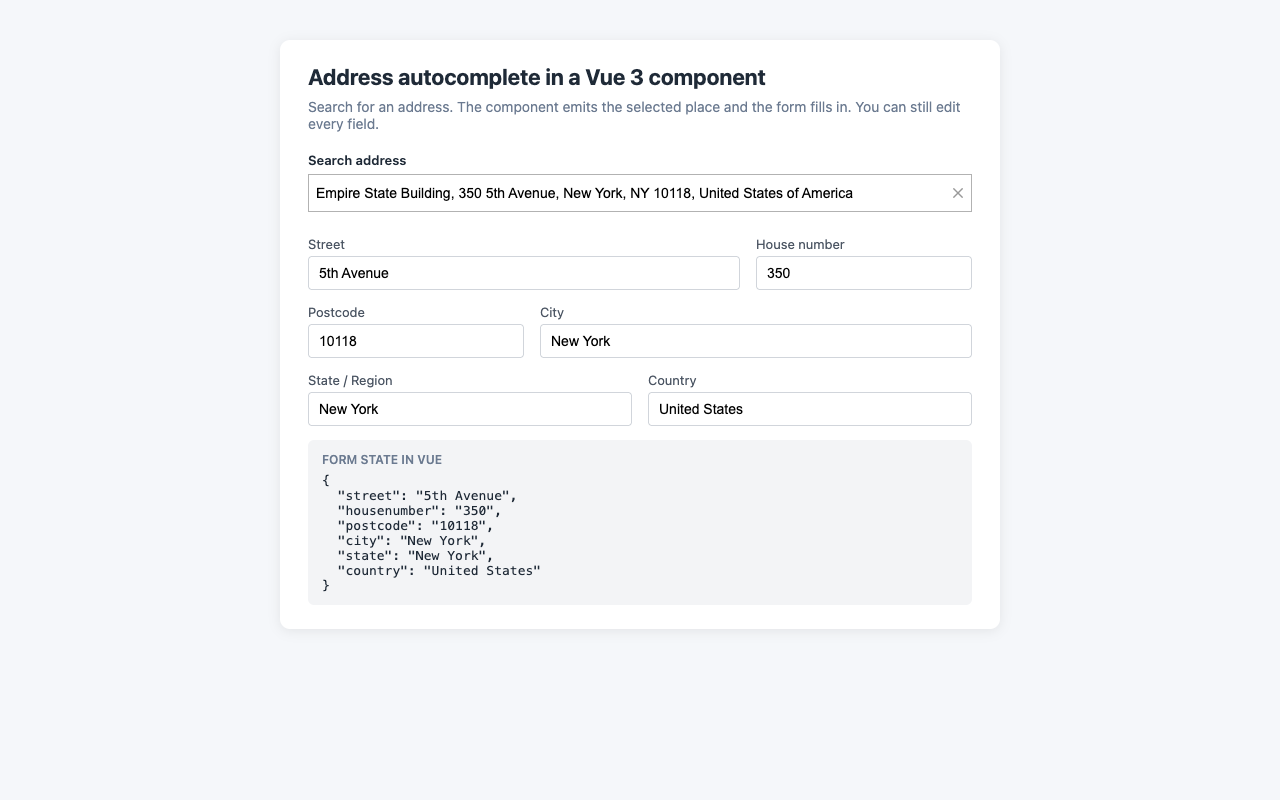 Address autocomplete in a Vue 3 component
Search for an address. The component emits the selected place and the form fills in. You can still edit
every field.
Search address
Empire State Building, 350 5th Avenue, New York, NY 10118, United States of America
Street
House number
5th Avenue
350
Postcode
City
10118
New York
State / Region
Country
New York
United States
FORM STATE IN VUE
{
  "street": "5th Avenue",
  "housenumber": "350",
  "postcode": "10118",
  "city": "New York",
  "state": "New York",
  "country": "United States"
}